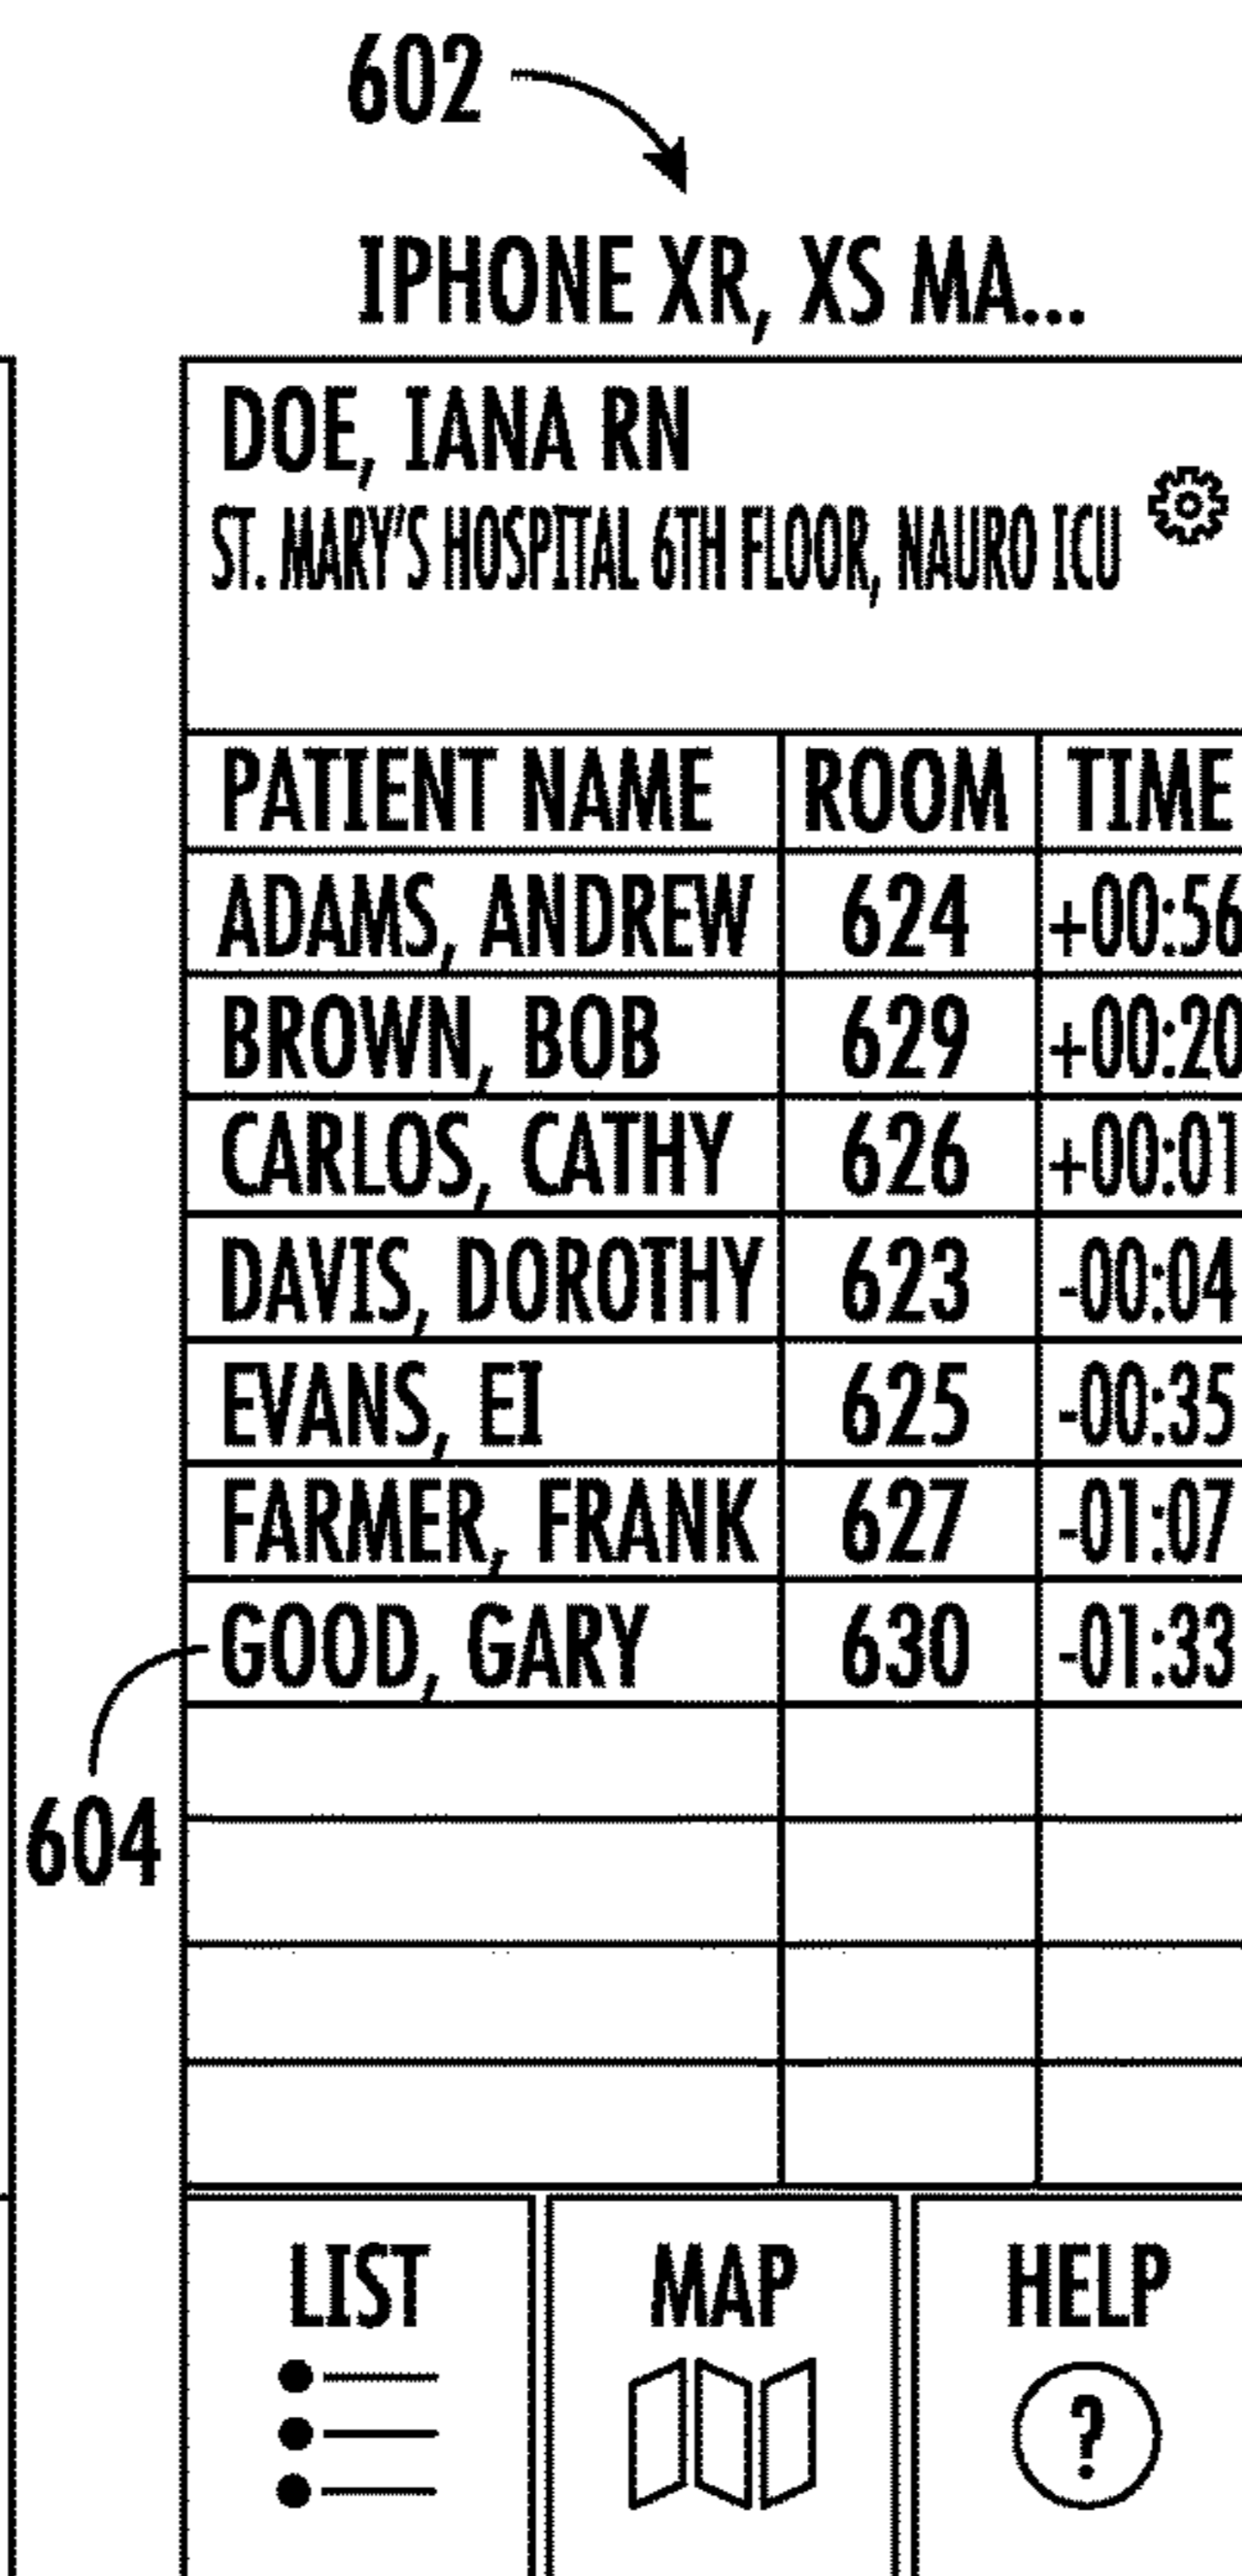 602
IPHONE XR, XS MA...
DOE, IANA RN
ST. MARY'S HOSPITAL 6TH FLOOR, NAURO ICU
PATIENT NAME ROOM TIME
ADAMS, ANDREW 624 +00:56
BROWN, BOB 629 +00:20
CARLOS, CATHY 626 +00:01
DAVIS, DOROTHY 623 -00:04
EVANS, EI 625 -00:35
FARMER, FRANK 627 -01:07
GOOD, GARY 630 -01:33
604
LIST MAP HELP
?